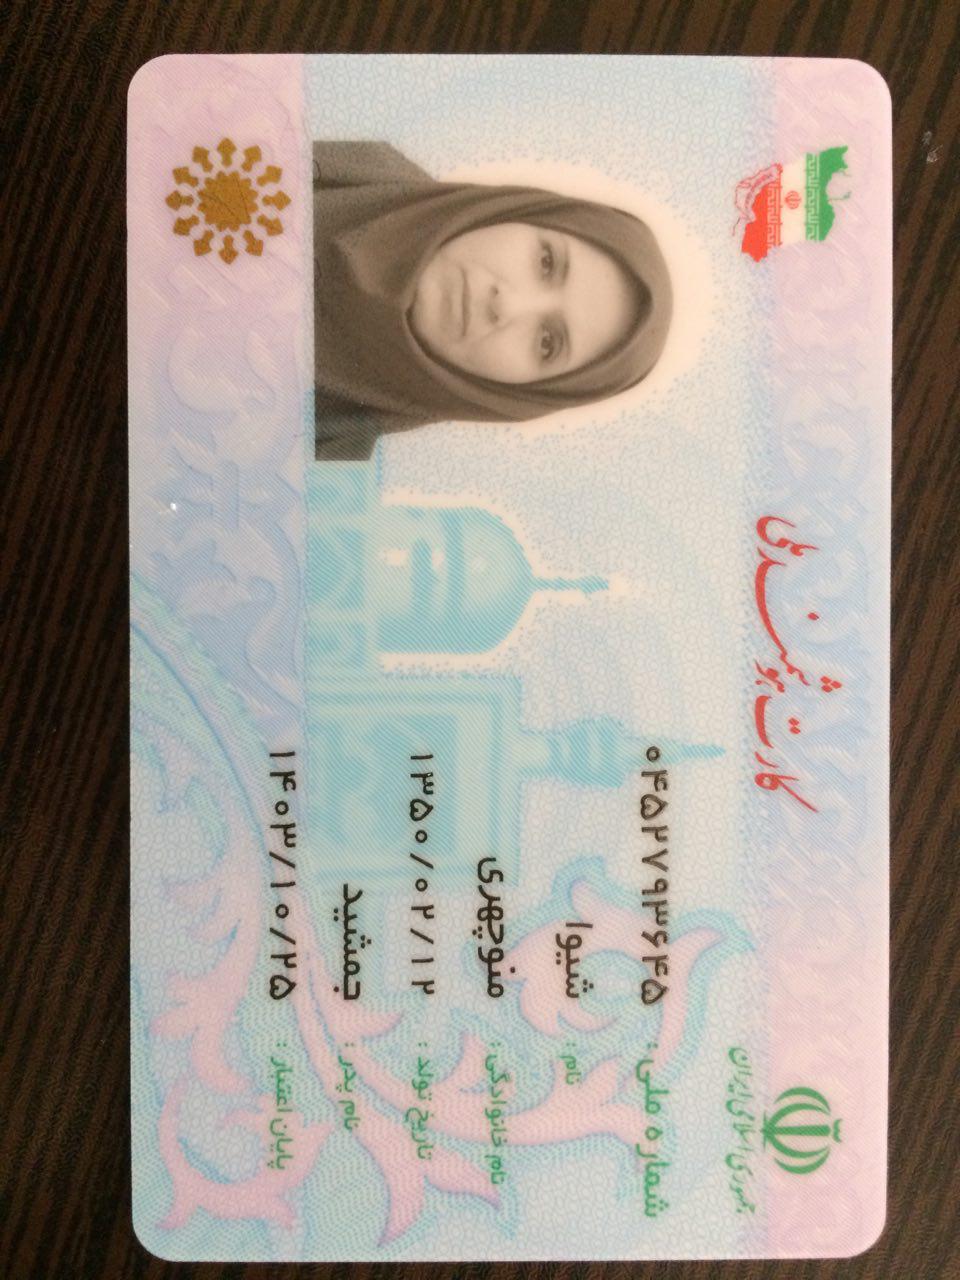 جمهوری اسلامی ایران
کارت هوشمند ملی
شماره ملی: ۰۴۵۲۷۹۳۶۴۵
نام: شیوا
نام خانوادگی: منوچهری
تاریخ تولد: ۱۳۵۰/۰۲/۱۲
نام پدر: جمشید
پایان اعتبار: ۱۴۰۳/۱۰/۲۵